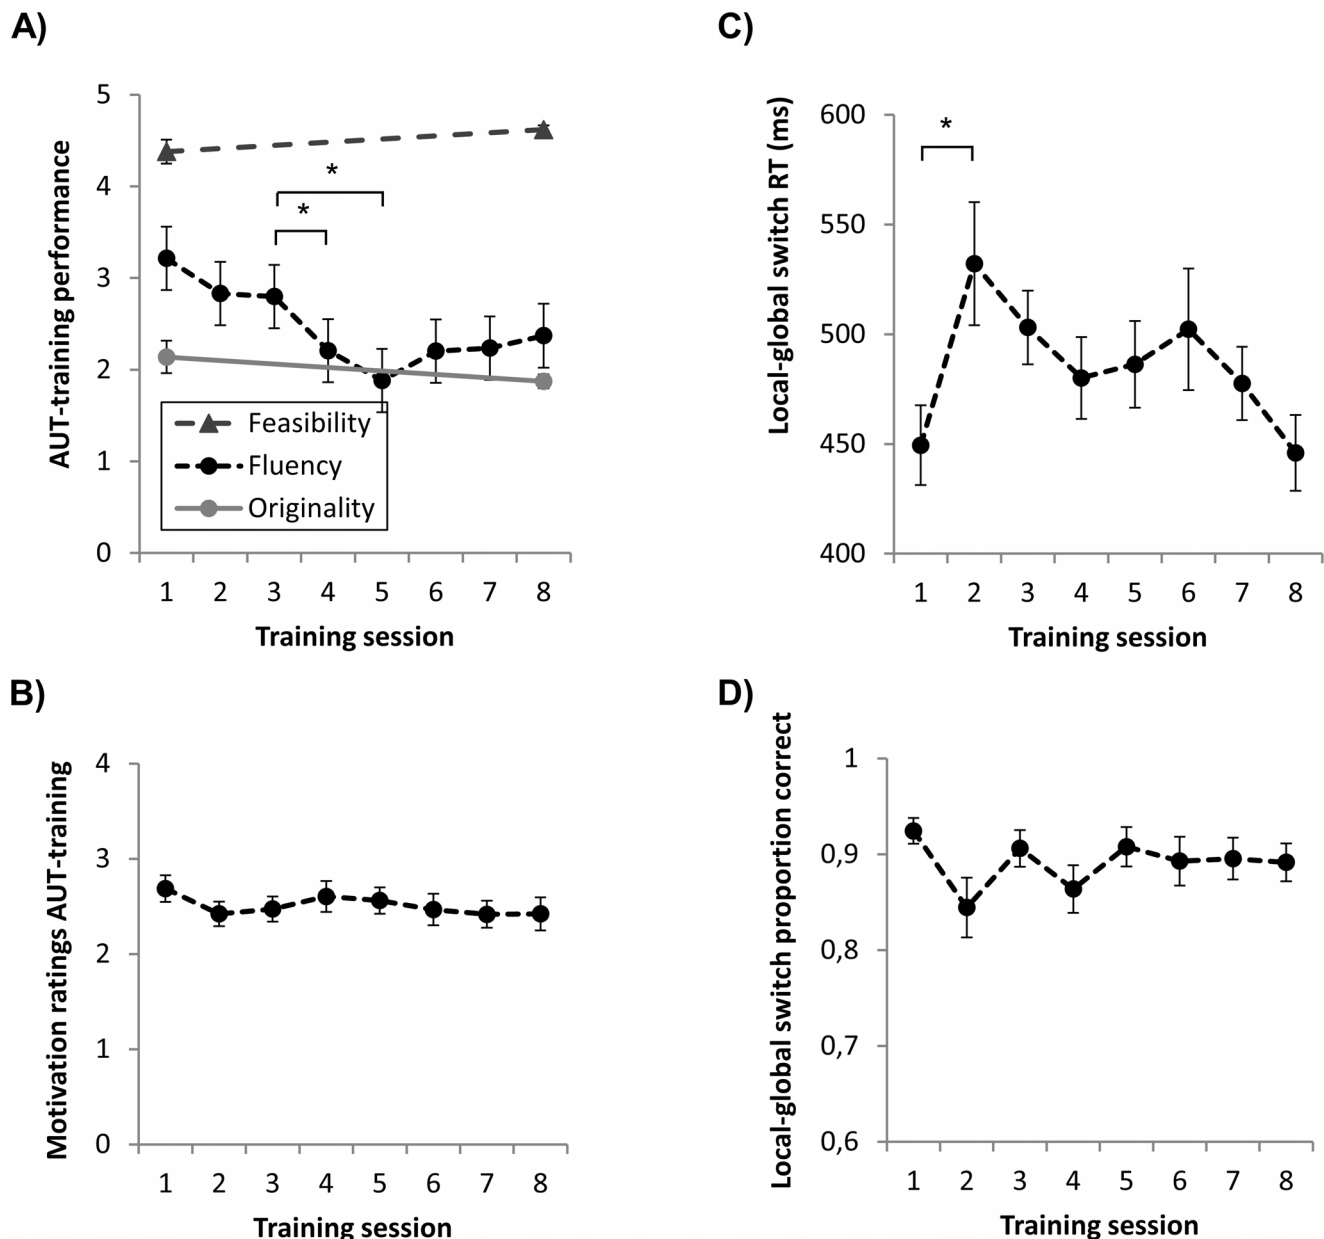 A)
AUT-training performance
5
4
3
2
1
0
*
*
Feasibility
Fluency
Originality
1 2 3 4 5 6 7 8
Training session
C)
Local-global switch RT (ms)
600
550
500
450
400
*
1 2 3 4 5 6 7 8
Training session
B)
Motivation ratings AUT-training
4
3
2
1
0
1 2 3 4 5 6 7 8
Training session
D)
Local-global switch proportion correct
1
0,9
0,8
0,7
0,6
1 2 3 4 5 6 7 8
Training session